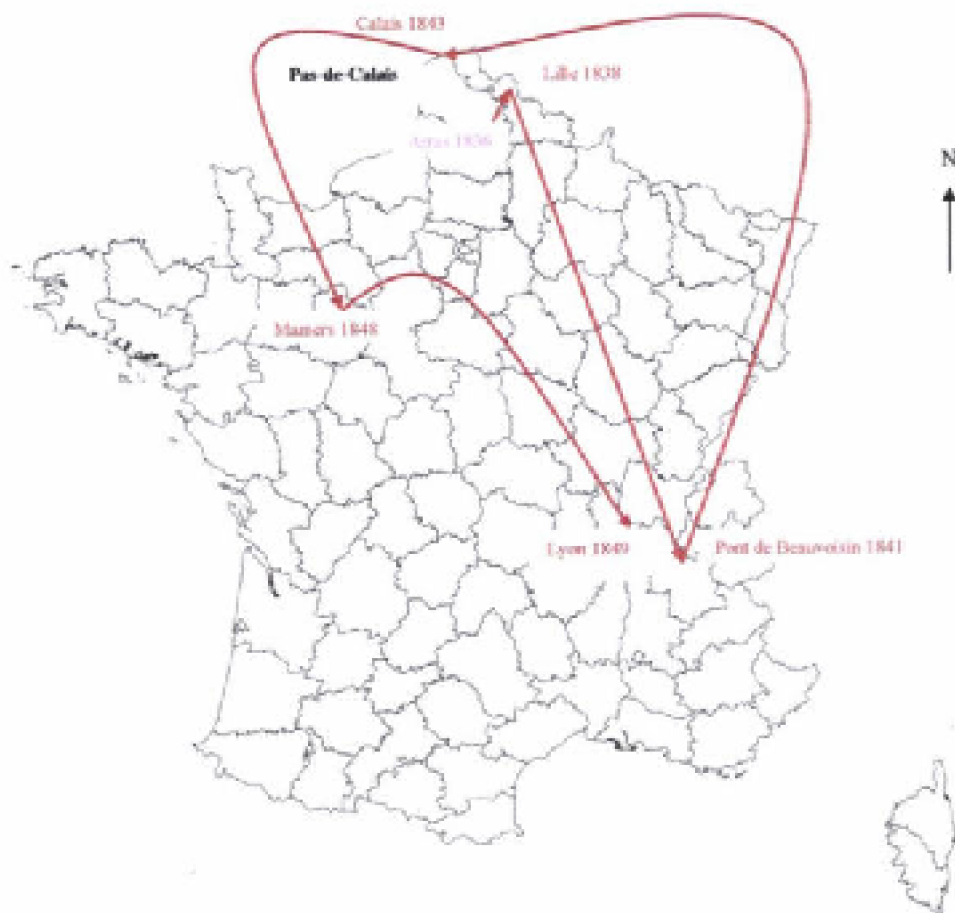 Calais 1843
Pas-de-Calais
Lille 1838
Arras 1836
N
Mamers 1848
Lyon 1849
Pont de Beauvoisin 1841